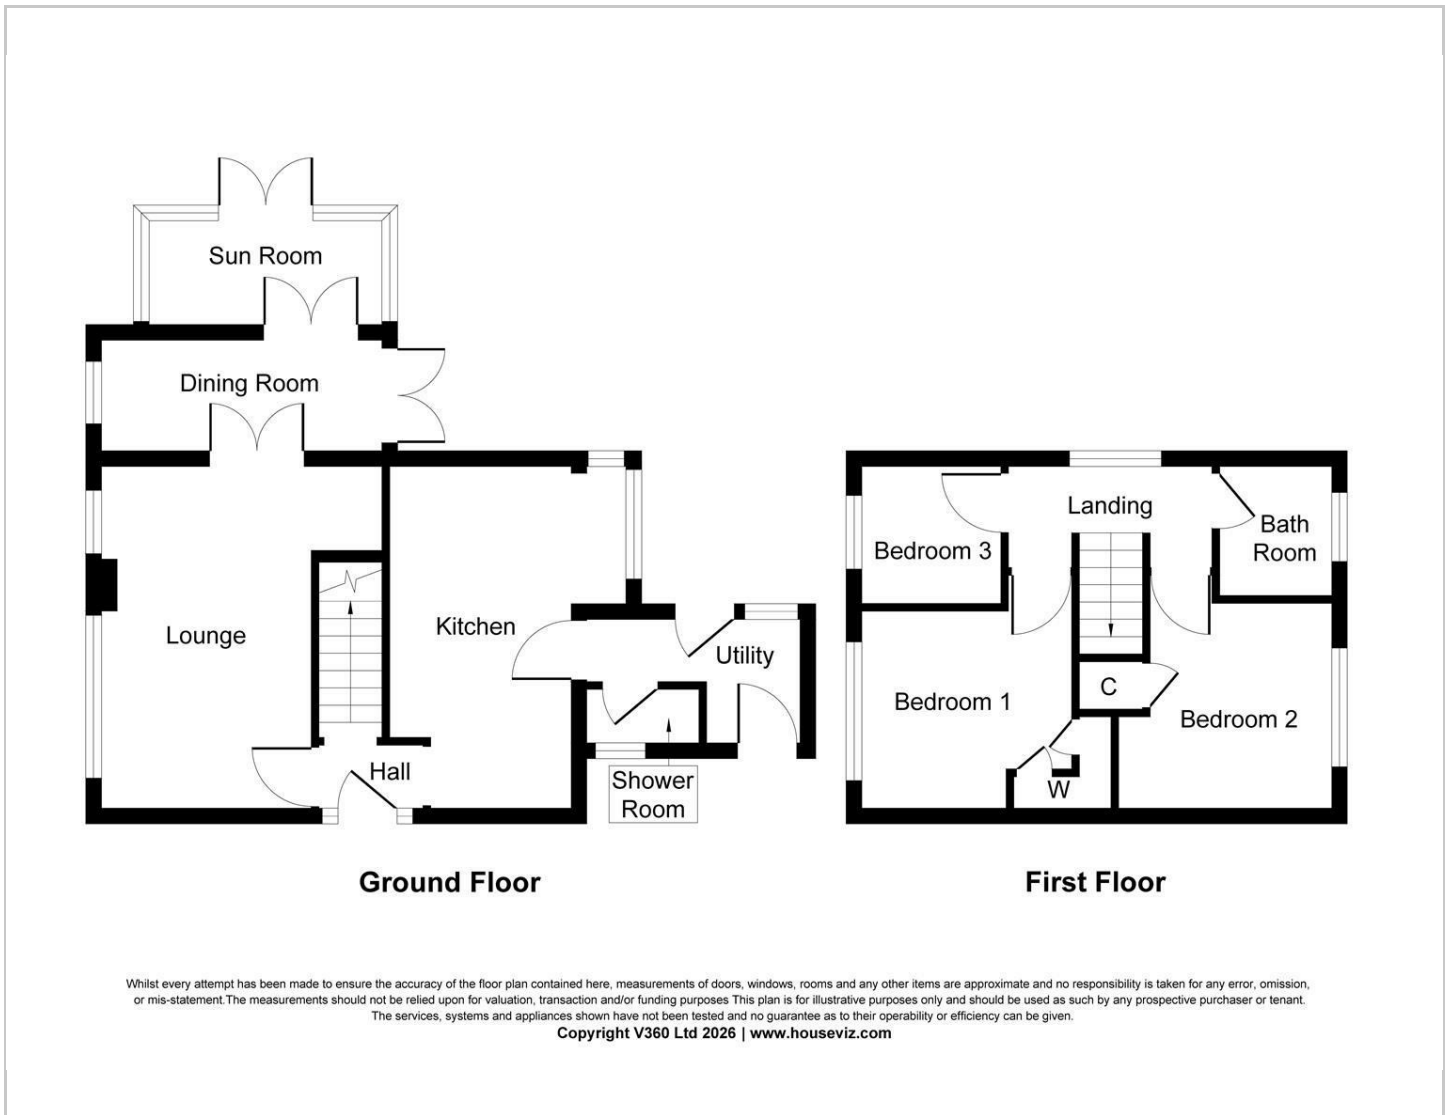 Sun Room
Dining Room
Lounge
Kitchen
Utility
Hall
Shower
Room
Ground Floor
Landing
Bedroom 3
Bath
Room
Bedroom 1
C
Bedroom 2
W
First Floor
Whilst every attempt has been made to ensure the accuracy of the floor plan contained here, measurements of doors, windows, rooms and any other items are approximate and no responsibility is taken for any error, omission,
or mis-statement.The measurements should not be relied upon for valuation, transaction and/or funding purposes This plan is for illustrative purposes only and should be used as such by any prospective purchaser or tenant.
The services, systems and appliances shown have not been tested and no guarantee as to their operability or efficiency can be given.
Copyright V360 Ltd 2026 | www.houseviz.com